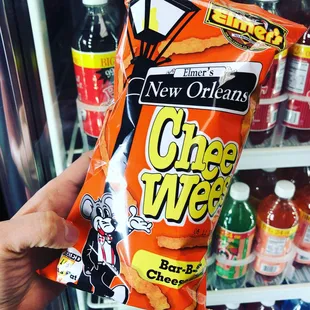 Elmer's
Elmer's
New Orleans
Chee
Wees
Bar-B-
Chees